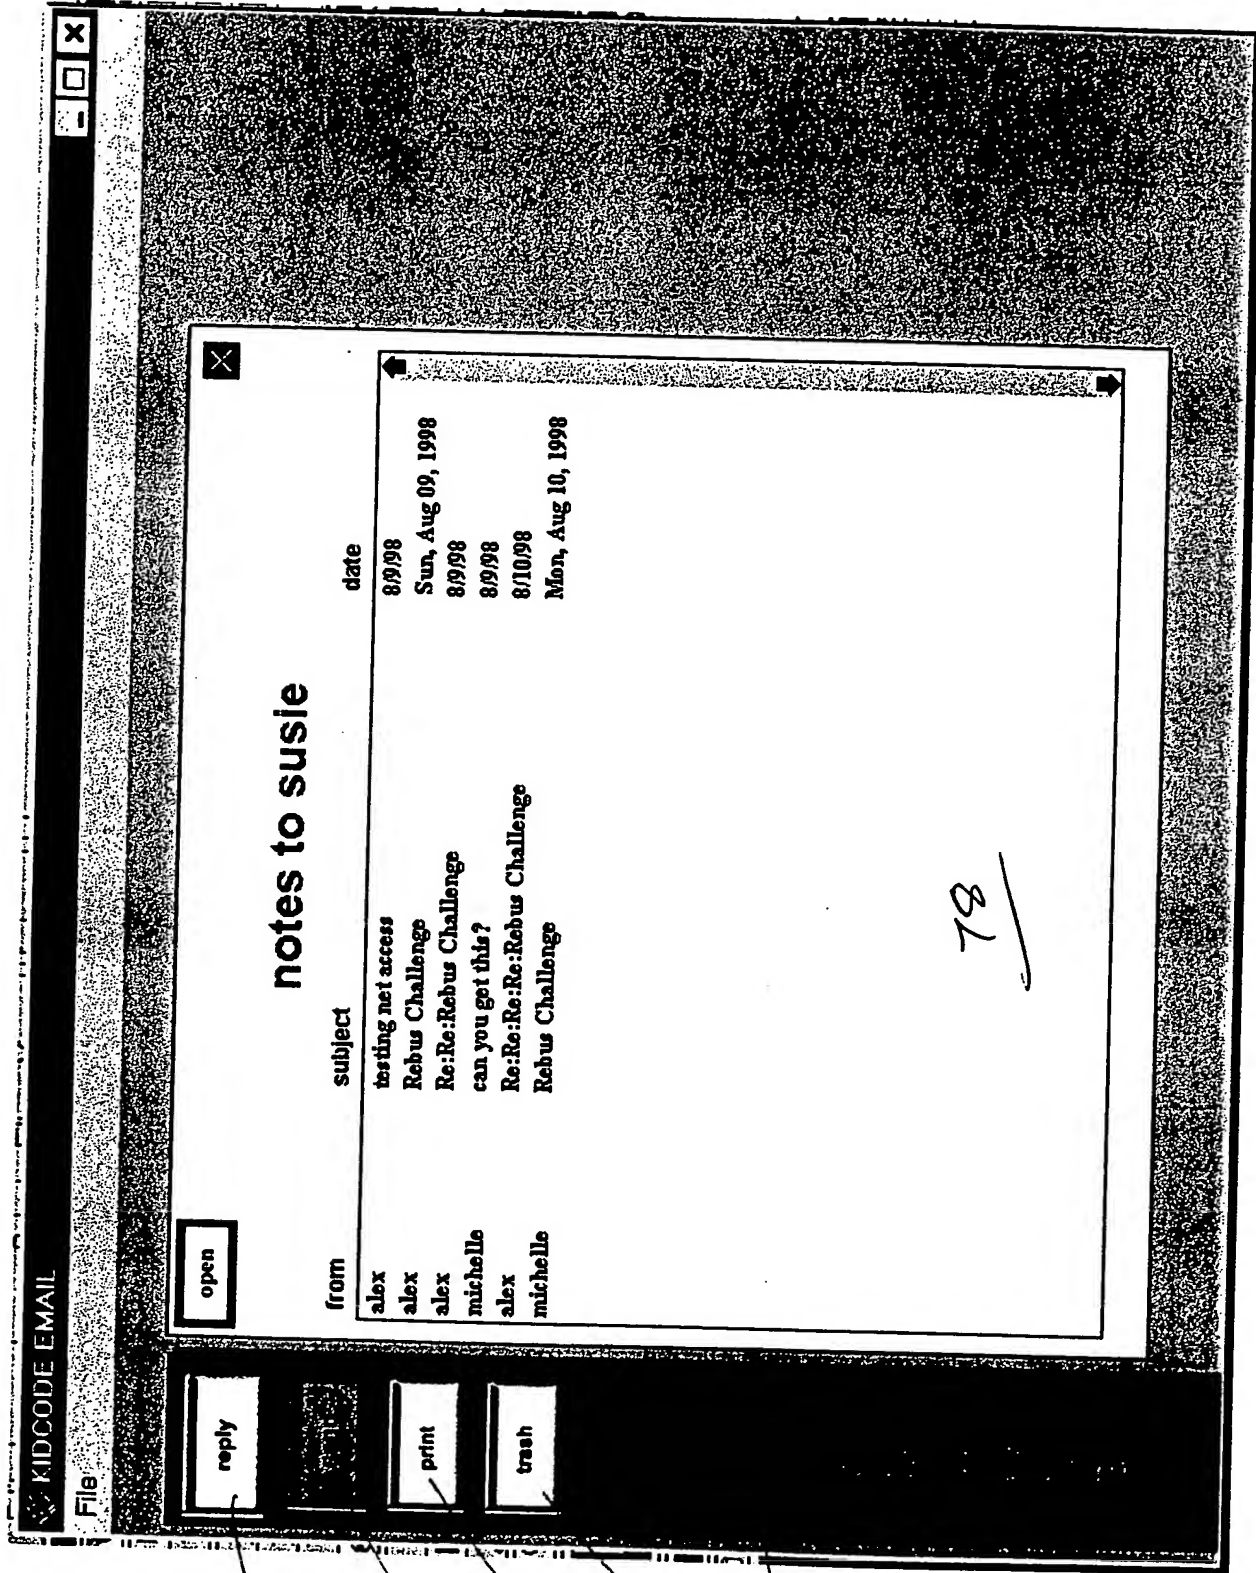 KIDCODE EMAIL
File
reply
print
trash
open
notes to susie
from subject date
alex testing net access 8/9/98
alex Rebus Challenge Sun, Aug 09, 1998
alex Re:Re:Rebus Challenge 8/9/98
michelle can you get this? 8/9/98
alex Re:Re:Re:Rebus Challenge 8/10/98
michelle Rebus Challenge Mon, Aug 10, 1998
78